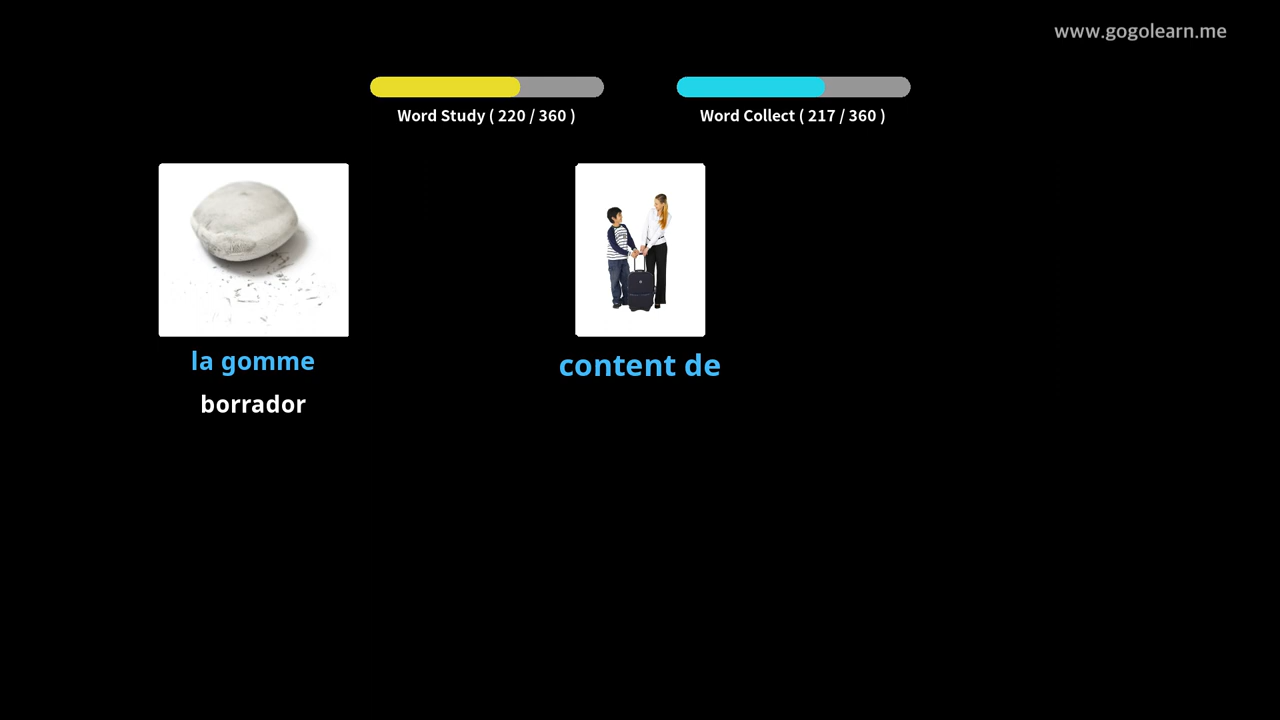 www.gogolearn.me
Word Study ( 220 / 360 )
Word Collect ( 217 / 360 )
la gomme
borrador
content de